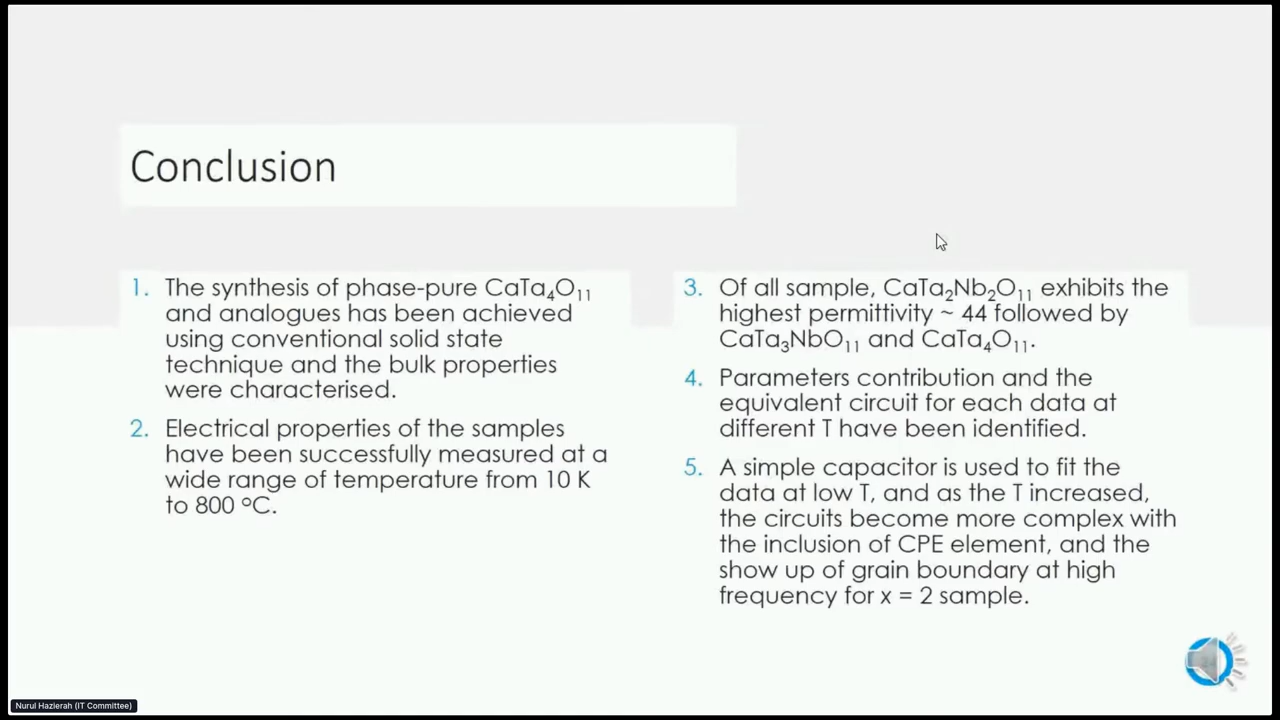 Conclusion
1. The synthesis of phase-pure CaTa₄O₁₁
and analogues has been achieved
using conventional solid state
technique and the bulk properties
were characterised.
2. Electrical properties of the samples
have been successfully measured at a
wide range of temperature from 10 K
to 800 ºC.
3. Of all sample, CaTa₂Nb₂O₁₁ exhibits the
highest permittivity ~ 44 followed by
CaTa₃NbO₁₁ and CaTa₄O₁₁.
4. Parameters contribution and the
equivalent circuit for each data at
different T have been identified.
5. A simple capacitor is used to fit the
data at low T, and as the T increased,
the circuits become more complex with
the inclusion of CPE element, and the
show up of grain boundary at high
frequency for x = 2 sample.
Nurul Hazierah (IT Committee)